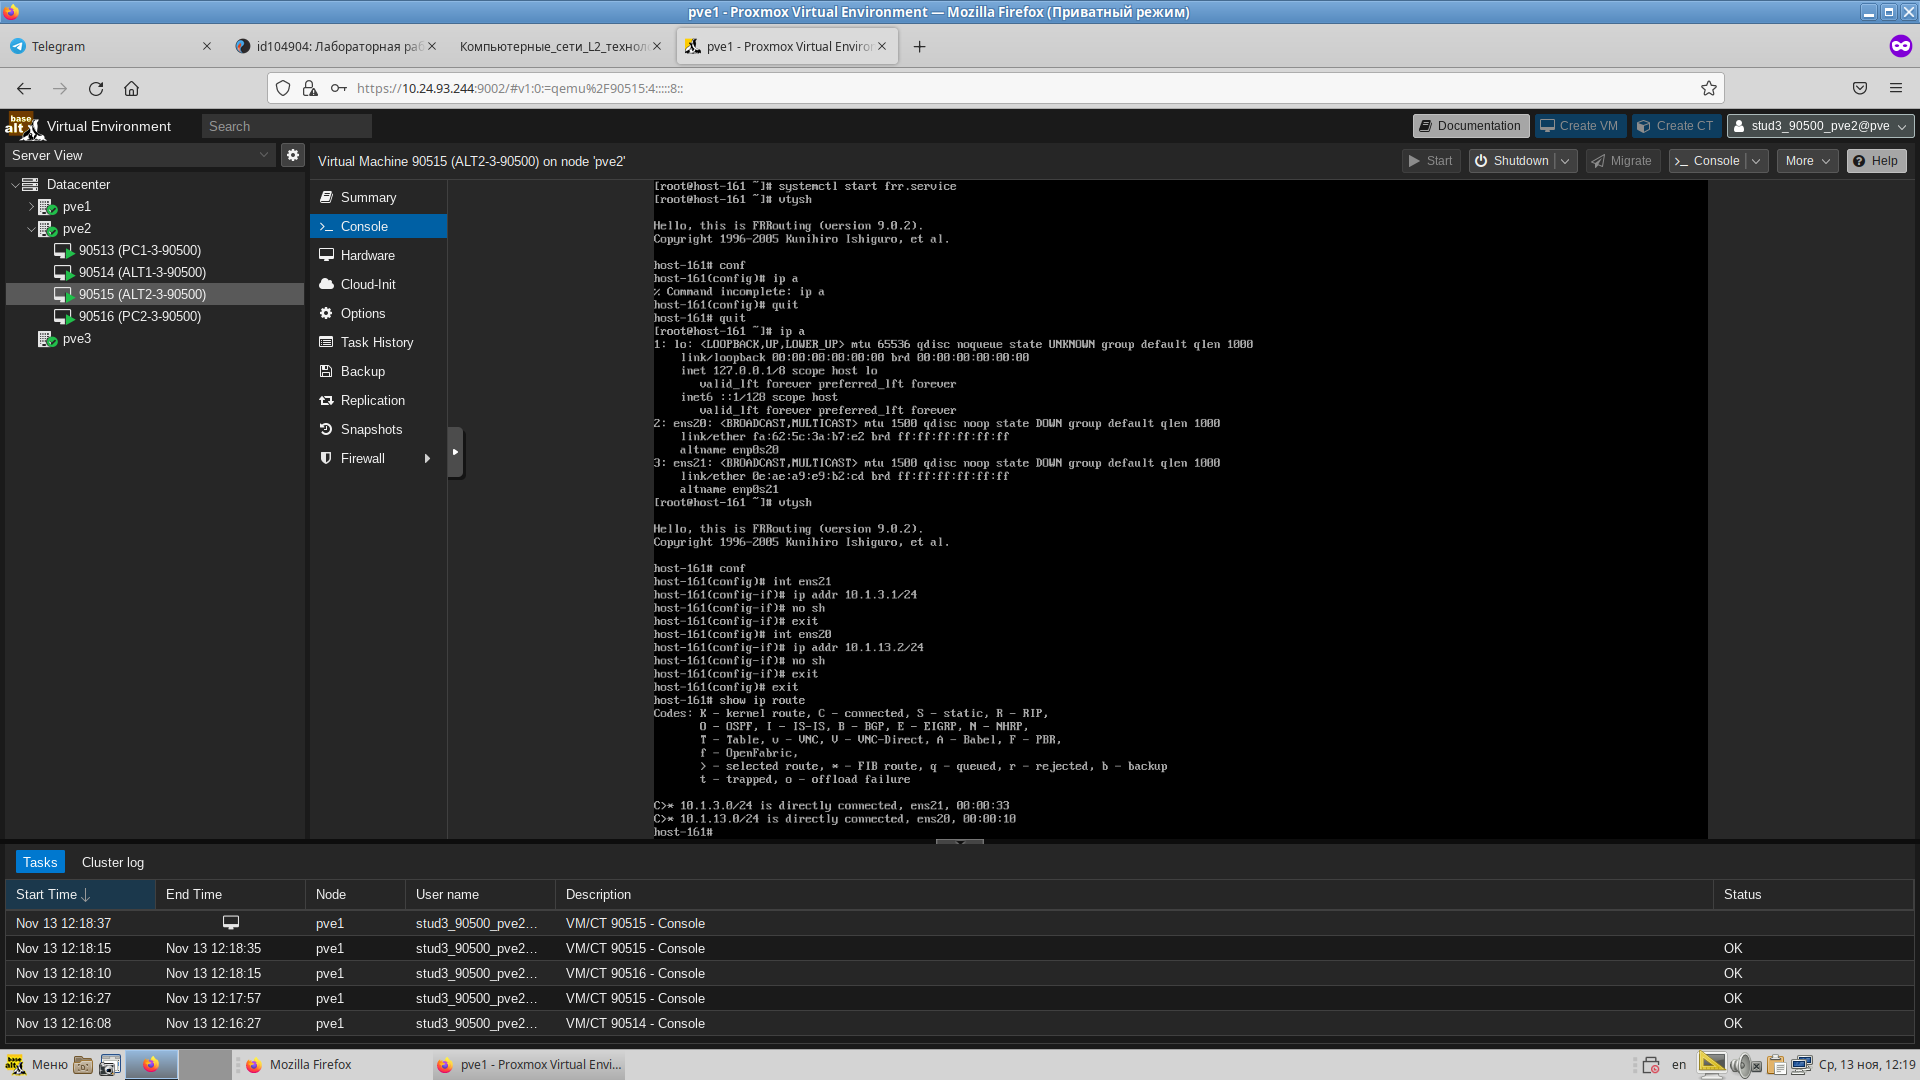 pve1 - Proxmox Virtual Environment — Mozilla Firefox (Приватный режим)
Telegram
id104904: Лабораторная раб
Компьютерные_сети_L2_технол
pve1 - Proxmox Virtual Enviror
https://10.24.93.244:9002/#v1:0:=qemu%2F90515:4:::::8::
base alt
Virtual Environment
Search
Documentation
Create VM
Create CT
stud3_90500_pve2@pve
Server View
Virtual Machine 90515 (ALT2-3-90500) on node 'pve2'
Start
Shutdown
Migrate
Console
More
Help
Datacenter
pve1
pve2
90513 (PC1-3-90500)
90514 (ALT1-3-90500)
90515 (ALT2-3-90500)
90516 (PC2-3-90500)
pve3
Summary
Console
Hardware
Cloud-Init
Options
Task History
Backup
Replication
Snapshots
Firewall
[root@host-161 ~]# systemctl start frr.service
[root@host-161 ~]# vtysh
Hello, this is FRRouting (version 9.0.2).
Copyright 1996-2005 Kunihiro Ishiguro, et al.
host-161# conf
host-161(config)# ip a
% Command incomplete: ip a
host-161(config)# quit
host-161# quit
[root@host-161 ~]# ip a
1: lo: <LOOPBACK,UP,LOWER_UP> mtu 65536 qdisc noqueue state UNKNOWN group default qlen 1000
link/loopback 00:00:00:00:00:00 brd 00:00:00:00:00:00
inet 127.0.0.1/8 scope host lo
valid_lft forever preferred_lft forever
inet6 ::1/128 scope host
valid_lft forever preferred_lft forever
2: ens20: <BROADCAST,MULTICAST> mtu 1500 qdisc noop state DOWN group default qlen 1000
link/ether fa:62:5c:3a:b7:e2 brd ff:ff:ff:ff:ff:ff
altname enp0s20
3: ens21: <BROADCAST,MULTICAST> mtu 1500 qdisc noop state DOWN group default qlen 1000
link/ether 0e:ae:a9:e9:b2:cd brd ff:ff:ff:ff:ff:ff
altname enp0s21
[root@host-161 ~]# vtysh
Hello, this is FRRouting (version 9.0.2).
Copyright 1996-2005 Kunihiro Ishiguro, et al.
host-161# conf
host-161(config)# int ens21
host-161(config-if)# ip addr 10.1.3.1/24
host-161(config-if)# no sh
host-161(config-if)# exit
host-161(config)# int ens20
host-161(config-if)# ip addr 10.1.13.2/24
host-161(config-if)# no sh
host-161(config-if)# exit
host-161(config)# exit
host-161# show ip route
Codes: K - kernel route, C - connected, S - static, R - RIP,
O - OSPF, I - IS-IS, B - BGP, E - EIGRP, N - NHRP,
T - Table, v - VNC, V - VNC-Direct, A - Babel, F - PBR,
f - OpenFabric,
> - selected route, * - FIB route, q - queued, r - rejected, b - backup
t - trapped, o - offload failure
C>* 10.1.3.0/24 is directly connected, ens21, 00:00:33
C>* 10.1.13.0/24 is directly connected, ens20, 00:00:10
host-161#
Tasks
Cluster log
Start Time End Time Node User name Description Status
Nov 13 12:18:37 pve1 stud3_90500_pve2... VM/CT 90515 - Console
Nov 13 12:18:15 Nov 13 12:18:35 pve1 stud3_90500_pve2... VM/CT 90515 - Console OK
Nov 13 12:18:10 Nov 13 12:18:15 pve1 stud3_90500_pve2... VM/CT 90516 - Console OK
Nov 13 12:16:27 Nov 13 12:17:57 pve1 stud3_90500_pve2... VM/CT 90515 - Console OK
Nov 13 12:16:08 Nov 13 12:16:27 pve1 stud3_90500_pve2... VM/CT 90514 - Console OK
Меню
Mozilla Firefox
pve1 - Proxmox Virtual Envi...
en
Ср, 13 ноя, 12:19